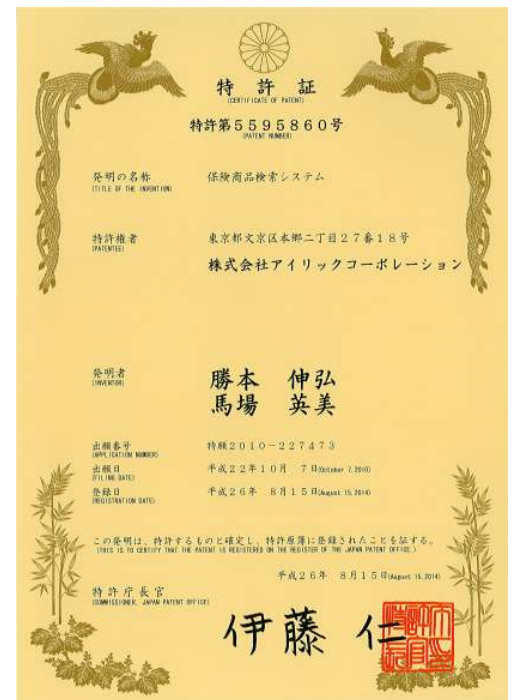 特許証
(CERTIFICATE OF PATENT)
特許第5595860号
(PATENT NUMBER)
発明の名称 保険商品検索システム
(TITLE OF THE INVENTION)
特許権者 東京都文京区本郷二丁目27番18号
(PATENTEE)
株式会社アイリックコーポレーション
発明者 勝本 伸弘
(INVENTOR)
馬場 英美
出願番号 特願2010-227473
(APPLICATION NUMBER)
出願日 平成22年10月 7日(October 7,2010)
(FILING DATE)
登録日 平成26年 8月15日(August 15,2014)
(REGISTRATION DATE)
この発明は、特許するものと確定し、特許原簿に登録されたことを証する。
(THIS IS TO CERTIFY THAT THE PATENT IS REGISTERED ON THE REGISTER OF THE JAPAN PATENT OFFICE.)
平成26年 8月15日(August 15,2014)
特許庁長官
(COMMISSIONER, JAPAN PATENT OFFICE)
伊藤 仁